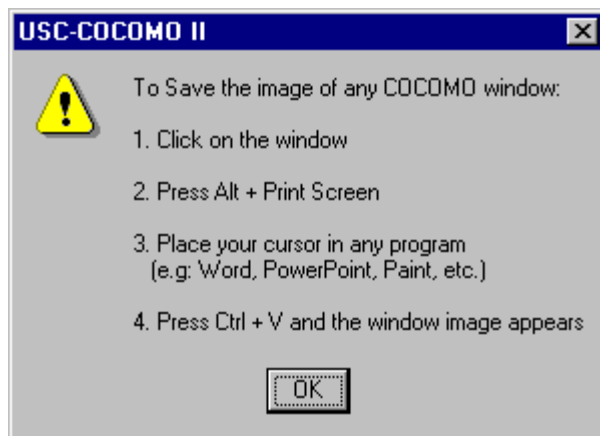 USC-COCOMO II
To Save the image of any COCOMO window:
1. Click on the window
2. Press Alt + Print Screen
3. Place your cursor in any program
(e.g: Word, PowerPoint, Paint, etc.)
4. Press Ctrl + V and the window image appears
OK